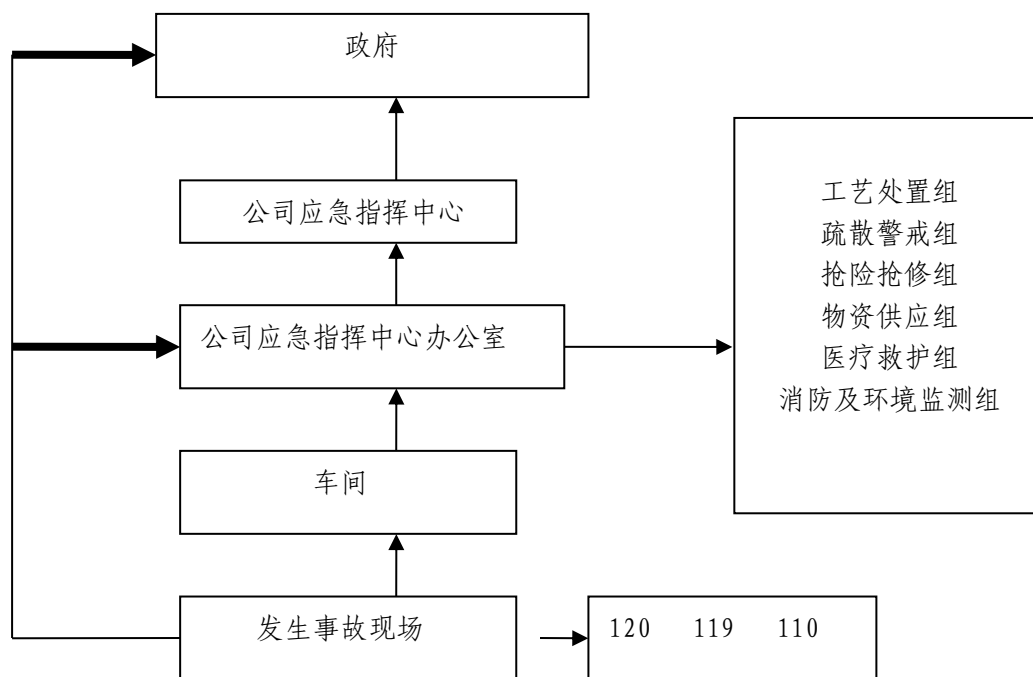 政府
公司应急指挥中心
公司应急指挥中心办公室
车间
发生事故现场
120 119 110
工艺处置组
疏散警戒组
抢险抢修组
物资供应组
医疗救护组
消防及环境监测组